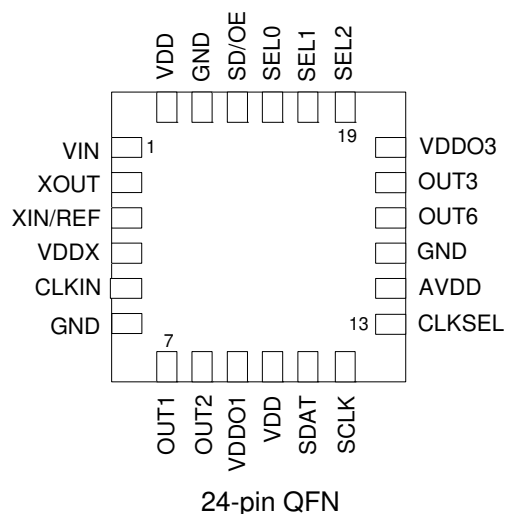 VDD
GND
SD/OE
SEL0
SEL1
SEL2
19
VIN
1
XOUT
XIN/REF
VDDX
CLKIN
GND
VDDO3
OUT3
OUT6
GND
AVDD
13
CLKSEL
7
OUT1
OUT2
VDDO1
VDD
SDAT
SCLK
24-pin QFN